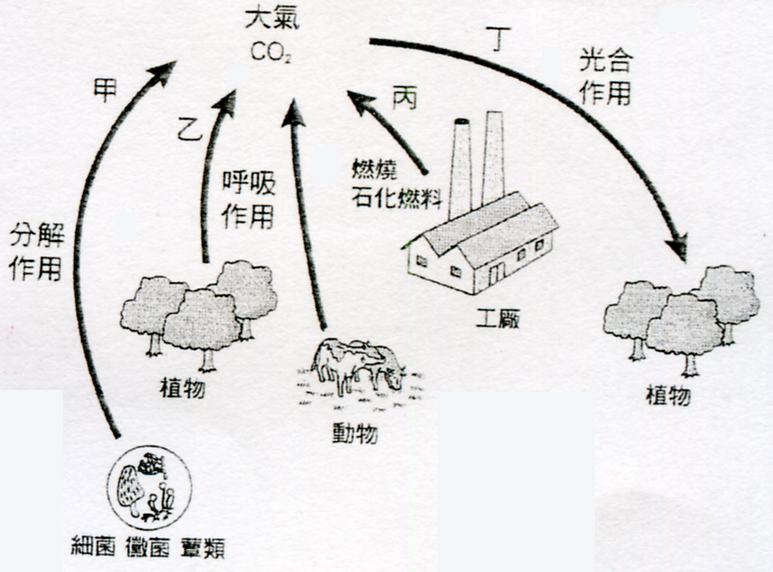 大氣
CO₂
甲
乙
丙
丁
光合
作用
呼吸
作用
燃燒
石化燃料
分解
作用
工廠
植物
動物
植物
細菌 黴菌 蕈類